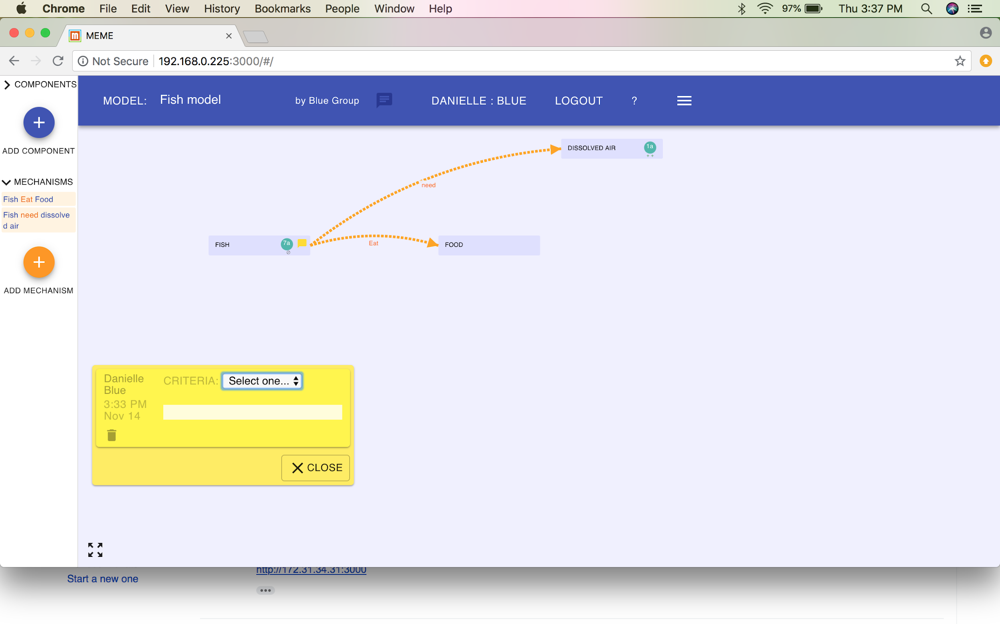 Chrome File Edit View History Bookmarks People Window Help 97% Thu 3:37 PM
m MEME
Not Secure 192.168.0.225:3000/#/
COMPONENTS
MODEL: Fish model by Blue Group DANIELLE : BLUE LOGOUT ?
ADD COMPONENT
MECHANISMS
Fish Eat Food
Fish need dissolve
d air
ADD MECHANISM
DISSOLVED AIR 1a
++
need
FISH 7a
Eat
FOOD
Danielle
Blue
3:33 PM
Nov 14
CRITERIA: Select one...
CLOSE
http://172.31.34.31:3000
Start a new one